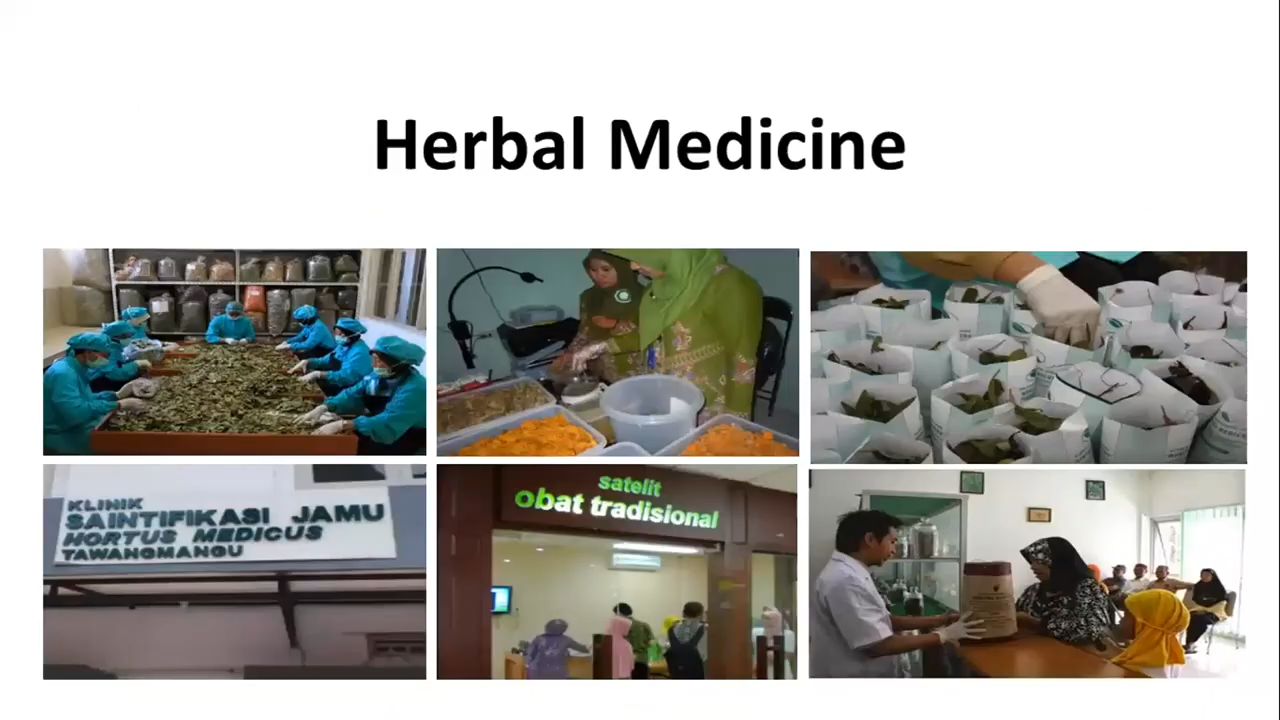 Herbal Medicine
KLINIK
SAINTIFIKASI JAMU
HORTUS MEDICUS
TAWANGMANGU
satelit
obat tradisional